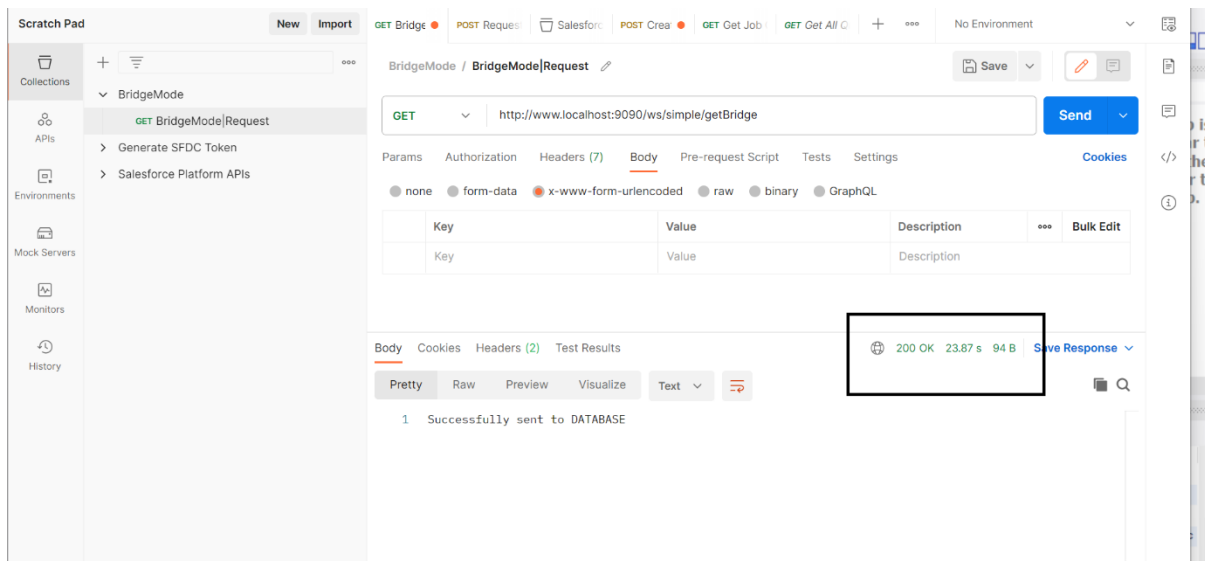 Scratch Pad New Import GET Bridge POST Reques Salesforc POST Creat GET Get Job GET Get All O No Environment
BridgeMode / BridgeMode|Request Save
Collections
BridgeMode
GET BridgeMode|Request
GET http://www.localhost:9090/ws/simple/getBridge Send
APIs
Generate SFDC Token
Params Authorization Headers (7) Body Pre-request Script Tests Settings Cookies
Salesforce Platform APIs
Environments
none form-data x-www-form-urlencoded raw binary GraphQL
Key Value Description Bulk Edit
Mock Servers
Key Value Description
Monitors
Body Cookies Headers (2) Test Results 200 OK 23.87 s 94 B Save Response
History
Pretty Raw Preview Visualize Text
1 Successfully sent to DATABASE